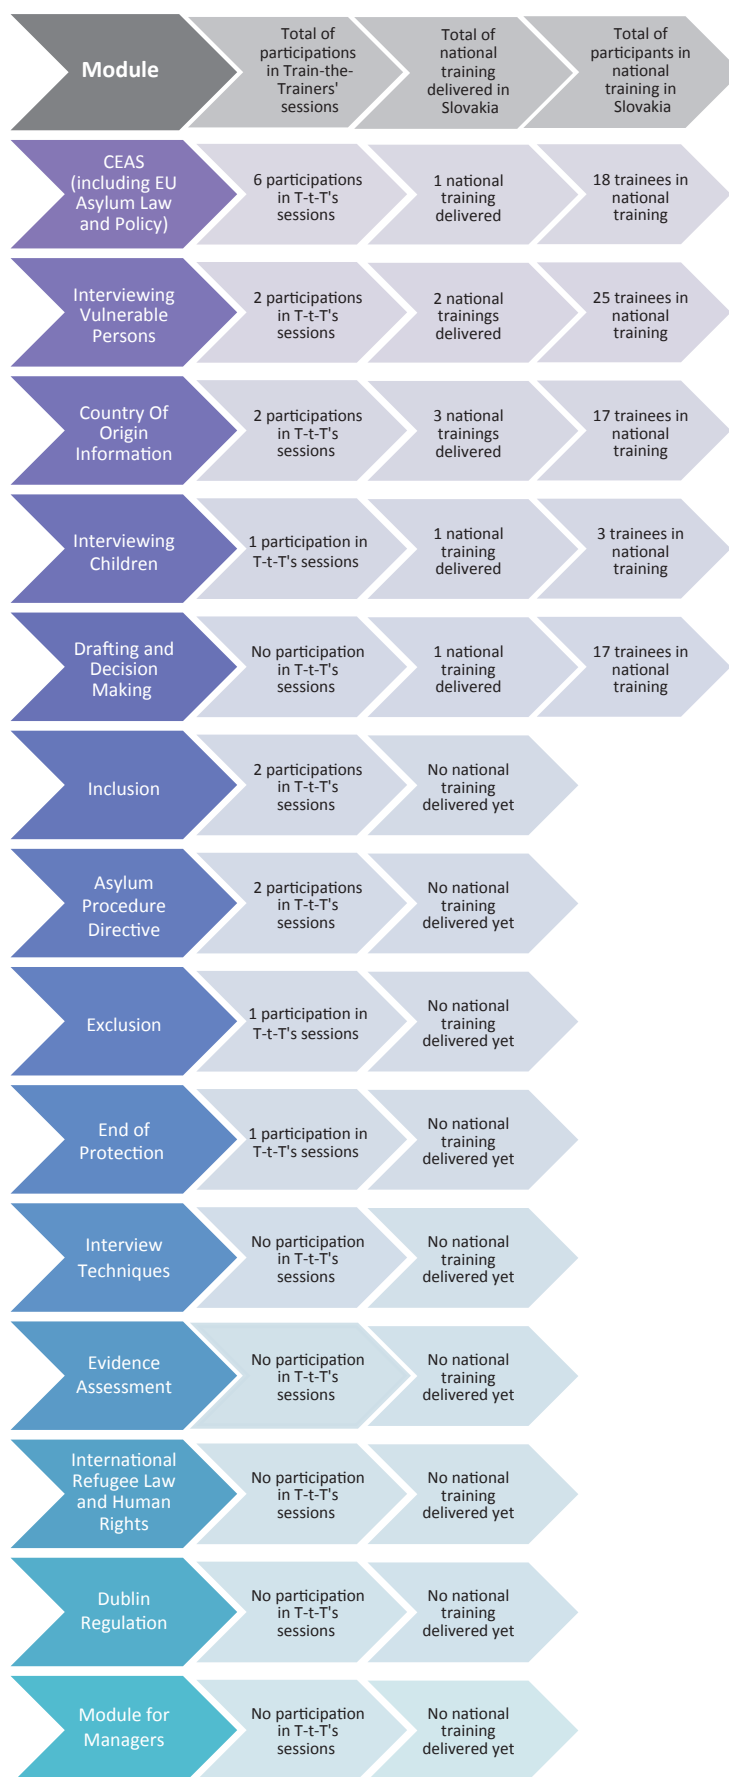 Module
Total of
participations
in Train-the-
Trainers'
sessions
Total of
national
training
delivered in
Slovakia
Total of
participants in
national
training in
Slovakia
CEAS
(including EU
Asylum Law
and Policy)
6 participations
in T-t-T's
sessions
1 national
training
delivered
18 trainees in
national
training
Interviewing
Vulnerable
Persons
2 participations
in T-t-T's
sessions
2 national
trainings
delivered
25 trainees in
national
training
Country Of
Origin
Information
2 participations
in T-t-T's
sessions
3 national
trainings
delivered
17 trainees in
national
training
Interviewing
Children
1 participation in
T-t-T's sessions
1 national
training
delivered
3 trainees in
national
training
Drafting and
Decision
Making
No participation
in T-t-T's
sessions
1 national
training
delivered
17 trainees in
national
training
Inclusion
2 participations
in T-t-T's
sessions
No national
training
delivered yet
Asylum
Procedure
Directive
2 participations
in T-t-T's
sessions
No national
training
delivered yet
Exclusion
1 participation in
T-t-T's sessions
No national
training
delivered yet
End of
Protection
1 participation in
T-t-T's sessions
No national
training
delivered yet
Interview
Techniques
No participation
in T-t-T's
sessions
No national
training
delivered yet
Evidence
Assessment
No participation
in T-t-T's
sessions
No national
training
delivered yet
International
Refugee Law
and Human
Rights
No participation
in T-t-T's
sessions
No national
training
delivered yet
Dublin
Regulation
No participation
in T-t-T's
sessions
No national
training
delivered yet
Module for
Managers
No participation
in T-t-T's
sessions
No national
training
delivered yet